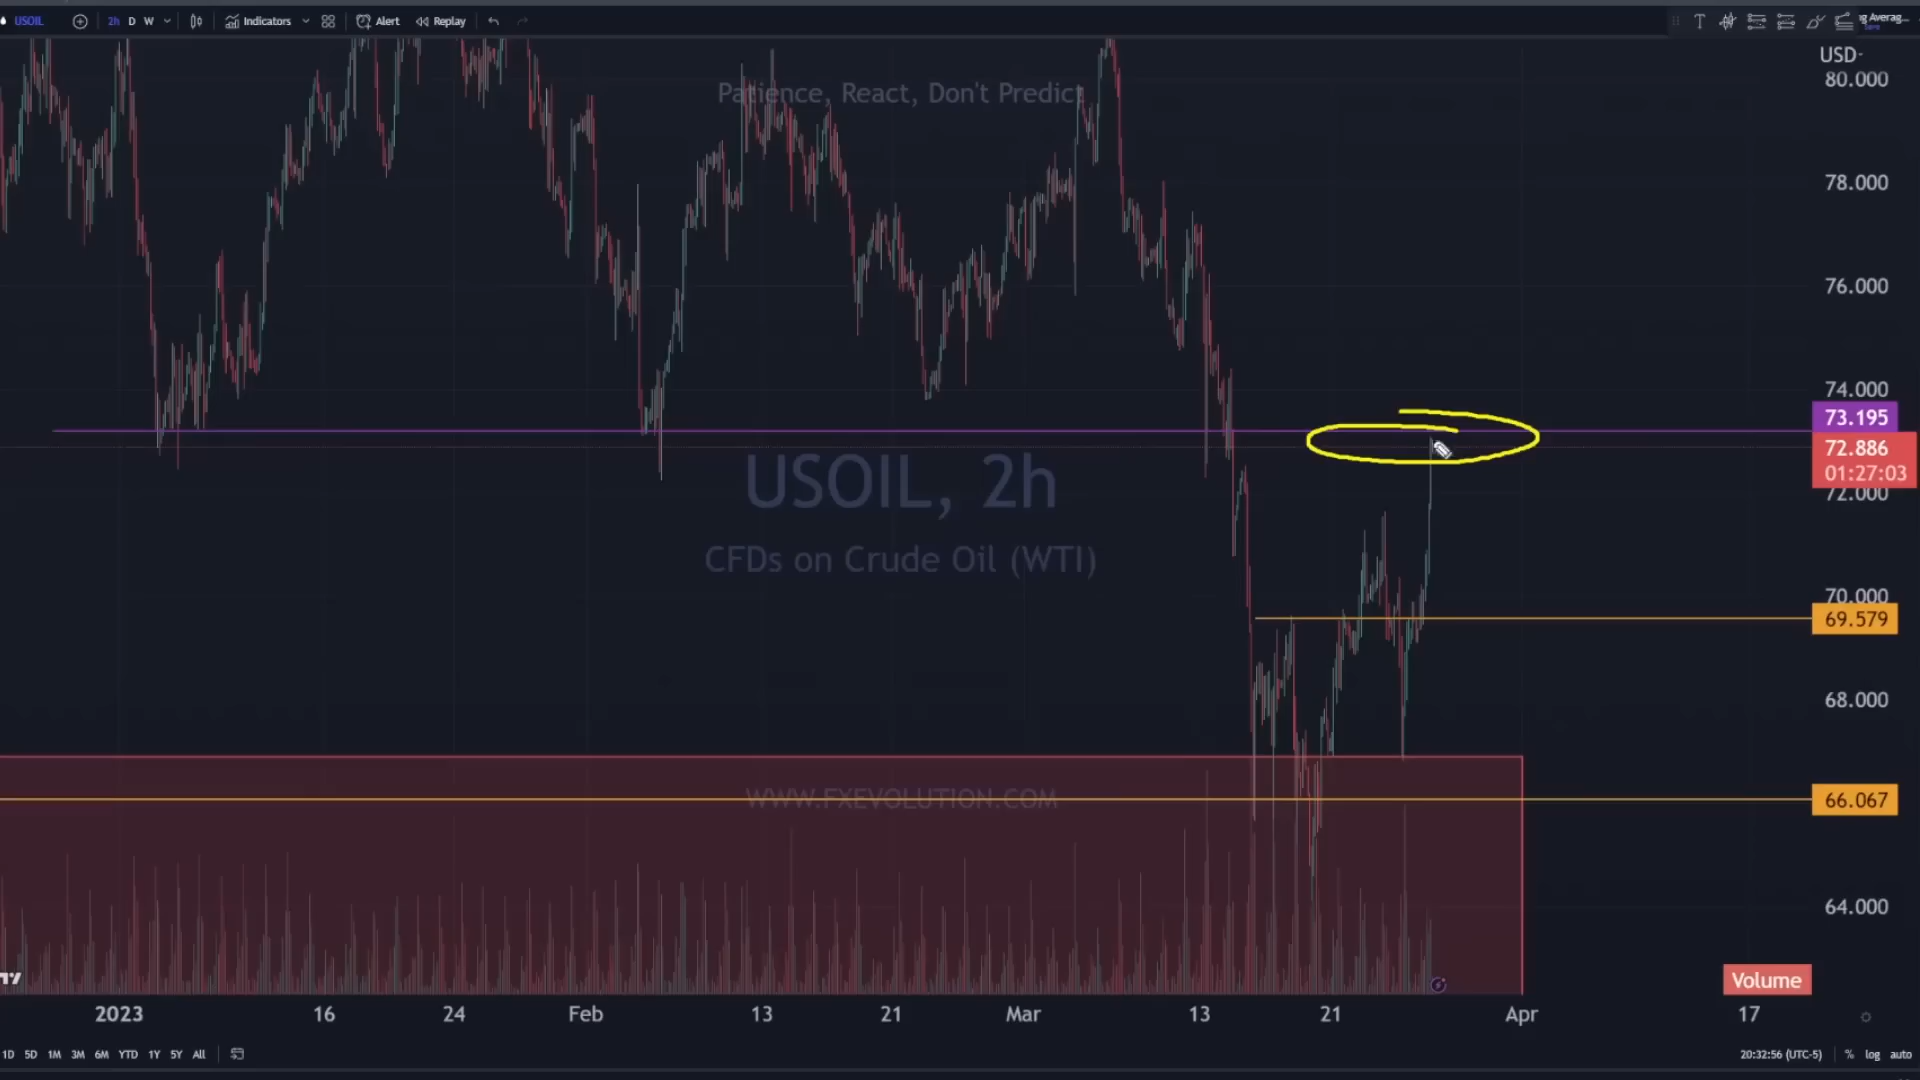 USOIL 2h D W Indicators Alert Replay
g Averag
USD
80.000
Patience, React, Don't Predict
78.000
76.000
74.000
73.195
72.886
01:27:03
72.000
USOIL, 2h
CFDs on Crude Oil (WTI)
70.000
69.579
68.000
WWW.FXEVOLUTION.COM
66.067
64.000
Volume
2023 16 24 Feb 13 21 Mar 13 21 Apr 17
1D 5D 1M 3M 6M YTD 1Y 5Y All 20:32:56 (UTC-5) % log auto